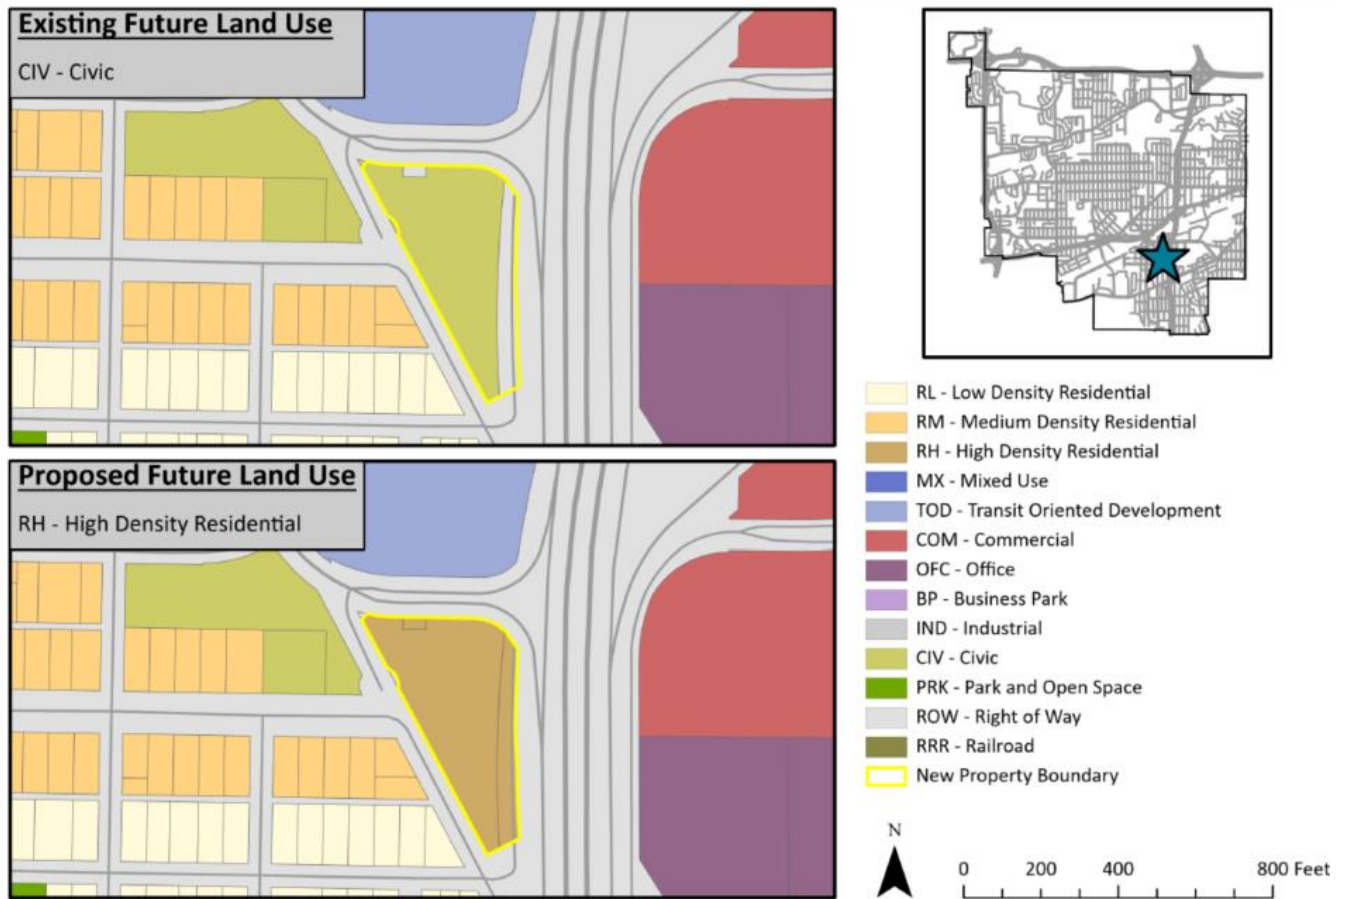 Existing Future Land Use
CIV - Civic
Proposed Future Land Use
RH - High Density Residential
RL - Low Density Residential
RM - Medium Density Residential
RH - High Density Residential
MX - Mixed Use
TOD - Transit Oriented Development
COM - Commercial
OFC - Office
BP - Business Park
IND - Industrial
CIV - Civic
PRK - Park and Open Space
ROW - Right of Way
RRR - Railroad
New Property Boundary
N
0 200 400 800 Feet